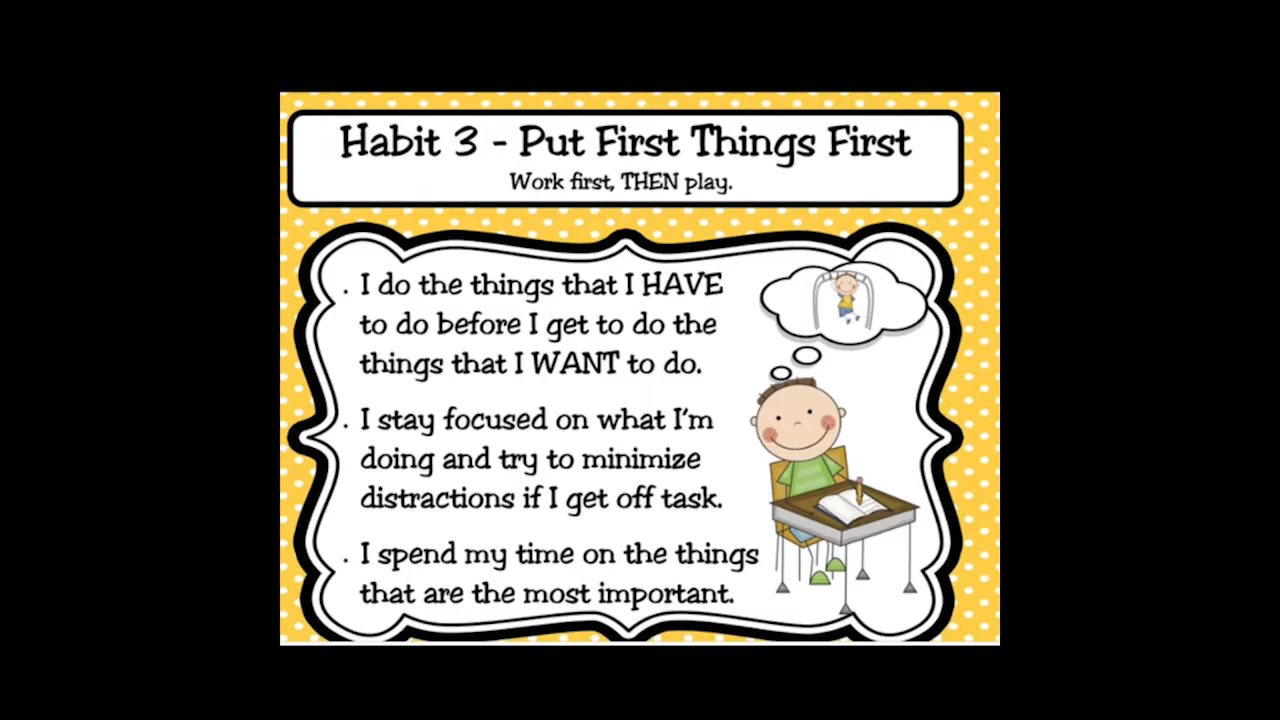 Habit 3 - Put First Things First
Work first, THEN play.
. I do the things that I HAVE
to do before I get to do the
things that I WANT to do.
. I stay focused on what I'm
doing and try to minimize
distractions if I get off task.
. I spend my time on the things
that are the most important.